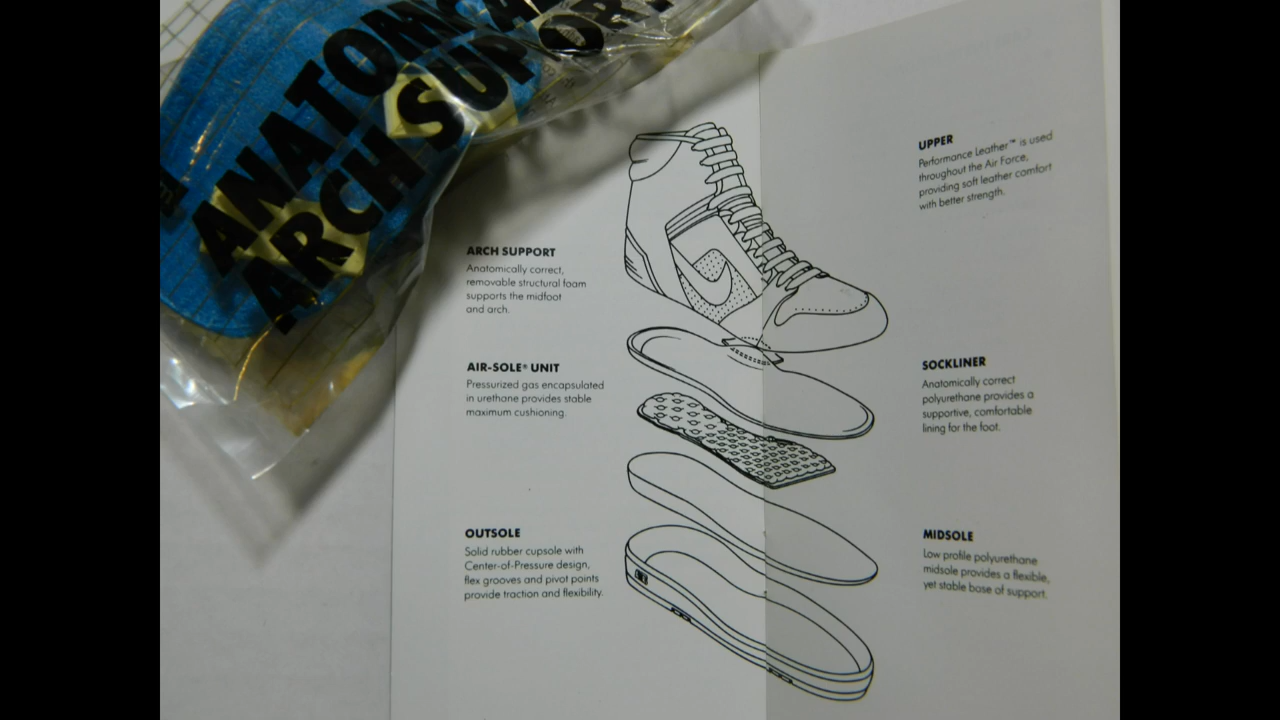 ANATOMICAL
ARCH SUPPORT
ARCH SUPPORT
Anatomically correct,
removable structural foam
supports the midfoot
and arch.
AIR-SOLE® UNIT
Pressurized gas encapsulated
in urethane provides stable
maximum cushioning.
OUTSOLE
Solid rubber cupsole with
Center-of-Pressure design,
flex grooves and pivot points
provide traction and flexibility.
UPPER
Performance Leather™ is used
throughout the Air Force,
providing soft leather comfort
with better strength.
SOCKLINER
Anatomically correct
polyurethane provides a
supportive, comfortable
lining for the foot.
MIDSOLE
Low profile polyurethane
midsole provides a flexible,
yet stable base of support.